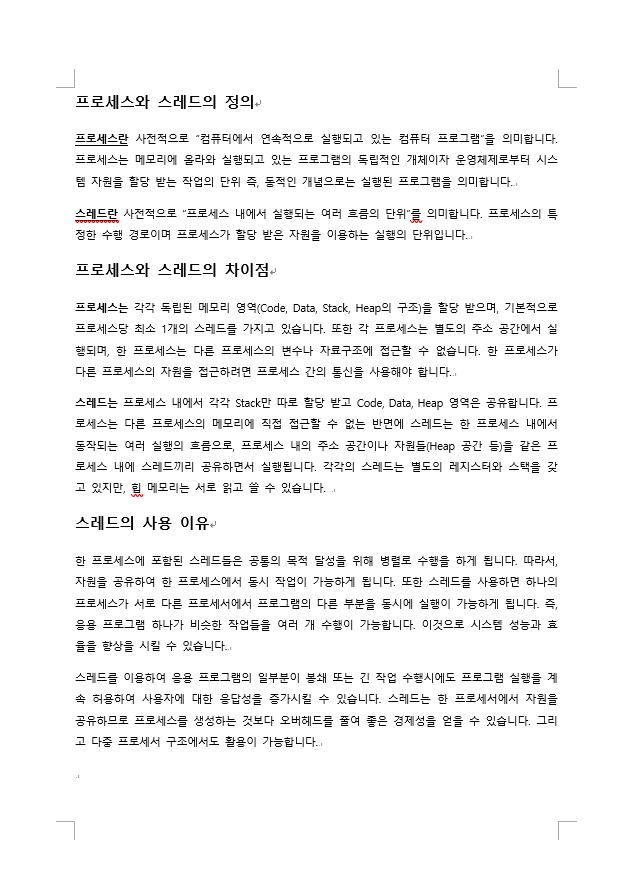 프로세스와 스레드의 정의
프로세스란 사전적으로 "컴퓨터에서 연속적으로 실행되고 있는 컴퓨터 프로그램"을 의미합니다.
프로세스는 메모리에 올라와 실행되고 있는 프로그램의 독립적인 개체이자 운영체제로부터 시스
템 자원을 할당 받는 작업의 단위 즉, 동적인 개념으로는 실행된 프로그램을 의미합니다.
스레드란 사전적으로 "프로세스 내에서 실행되는 여러 흐름의 단위"를 의미합니다. 프로세스의 특
정한 수행 경로이며 프로세스가 할당 받은 자원을 이용하는 실행의 단위입니다.
프로세스와 스레드의 차이점
프로세스는 각각 독립된 메모리 영역(Code, Data, Stack, Heap의 구조)을 할당 받으며, 기본적으로
프로세스당 최소 1개의 스레드를 가지고 있습니다. 또한 각 프로세스는 별도의 주소 공간에서 실
행되며, 한 프로세스는 다른 프로세스의 변수나 자료구조에 접근할 수 없습니다. 한 프로세스가
다른 프로세스의 자원을 접근하려면 프로세스 간의 통신을 사용해야 합니다.
스레드는 프로세스 내에서 각각 Stack만 따로 할당 받고 Code, Data, Heap 영역은 공유합니다. 프
로세스는 다른 프로세스의 메모리에 직접 접근할 수 없는 반면에 스레드는 한 프로세스 내에서
동작되는 여러 실행의 흐름으로, 프로세스 내의 주소 공간이나 자원들(Heap 공간 등)을 같은 프
로세스 내에 스레드끼리 공유하면서 실행됩니다. 각각의 스레드는 별도의 레지스터와 스택을 갖
고 있지만, 힙 메모리는 서로 읽고 쓸 수 있습니다.
스레드의 사용 이유
한 프로세스에 포함된 스레드들은 공통의 목적 달성을 위해 병렬로 수행을 하게 됩니다. 따라서,
자원을 공유하여 한 프로세스에서 동시 작업이 가능하게 됩니다. 또한 스레드를 사용하면 하나의
프로세스가 서로 다른 프로세서에서 프로그램의 다른 부분을 동시에 실행이 가능하게 됩니다. 즉,
응용 프로그램 하나가 비슷한 작업들을 여러 개 수행이 가능합니다. 이것으로 시스템 성능과 효
율을 향상을 시킬 수 있습니다.
스레드를 이용하여 응용 프로그램의 일부분이 봉쇄 또는 긴 작업 수행시에도 프로그램 실행을 계
속 허용하여 사용자에 대한 응답성을 증가시킬 수 있습니다. 스레드는 한 프로세서에서 자원을
공유하므로 프로세스를 생성하는 것보다 오버헤드를 줄여 좋은 경제성을 얻을 수 있습니다. 그리
고 다중 프로세서 구조에서도 활용이 가능합니다.